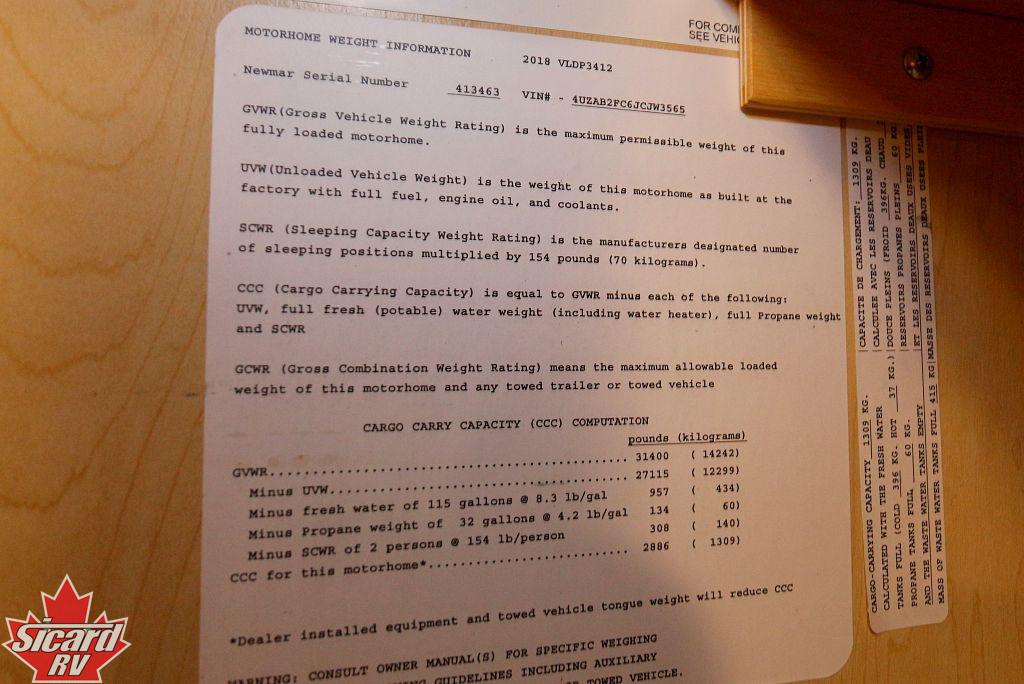 FOR COM
SEE VEHIC
MOTORHOME WEIGHT INFORMATION 2018 VLDP3412
Newmar Serial Number 413463 VIN# - 4UZAB2FC6JCJW3565
GVWR(Gross Vehicle Weight Rating) is the maximum permissible weight of this
fully loaded motorhome.
UVW(Unloaded Vehicle Weight) is the weight of this motorhome as built at the
factory with full fuel, engine oil, and coolants.
SCWR (Sleeping Capacity Weight Rating) is the manufacturers designated number
of sleeping positions multiplied by 154 pounds (70 kilograms).
CCC (Cargo Carrying Capacity) is equal to GVWR minus each of the following:
UVW, full fresh (potable) water weight (including water heater), full Propane weight
and SCWR
GCWR (Gross Combination Weight Rating) means the maximum allowable loaded
weight of this motorhome and any towed trailer or towed vehicle
CARGO CARRY CAPACITY (CCC) COMPUTATION
pounds (kilograms)
GVWR.................................................. 31400 ( 14242)
Minus UVW.......................................... 27115 ( 12299)
Minus fresh water of 115 gallons @ 8.3 lb/gal 957 ( 434)
Minus Propane weight of 32 gallons @ 4.2 lb/gal 134 ( 60)
Minus SCWR of 2 persons @ 154 lb/person 308 ( 140)
CCC for this motorhome*............................ 2886 ( 1309)
*Dealer installed equipment and towed vehicle tongue weight will reduce CCC
WARNING: CONSULT OWNER MANUAL(S) FOR SPECIFIC WEIGHING
GUIDELINES INCLUDING AUXILIARY
TOWED VEHICLE.
CARGO-CARRYING CAPACITY 1309 KG. CAPACITE DE CHARGEMENT: 1309 KG.
CALCULATED WITH THE FRESH WATER CALCULEE AVEC LES RESERVOIRS DEAU
TANKS FULL (COLD 396 KG. HOT 37 KG.) DOUCE PLEINS (FROID 396KG. CHAUD
PROPANE TANKS FULL 60 KG. RESERVOIRS PROPANES PLEINS 60 KG
AND THE WASTE WATER TANKS EMPTY ET LES RESERVOIRS DEAUX USEES VIDES
MASS OF WASTE WATER TANKS FULL 415 KG MASSE DES RESERVOIRS DEAUX USEES PLEIN
Sicard
RV